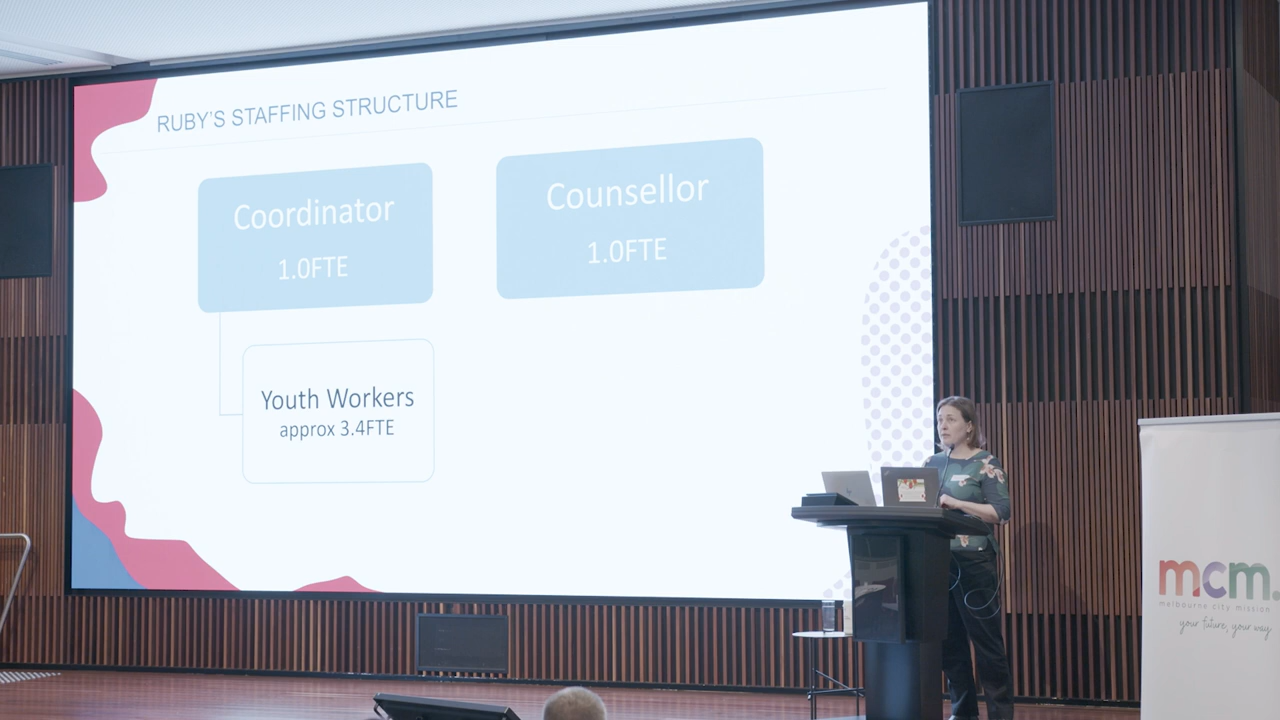 RUBY'S STAFFING STRUCTURE
Coordinator
1.0FTE
Counsellor
1.0FTE
Youth Workers
approx 3.4FTE
mcm.
melbourne city mission
your future, your way